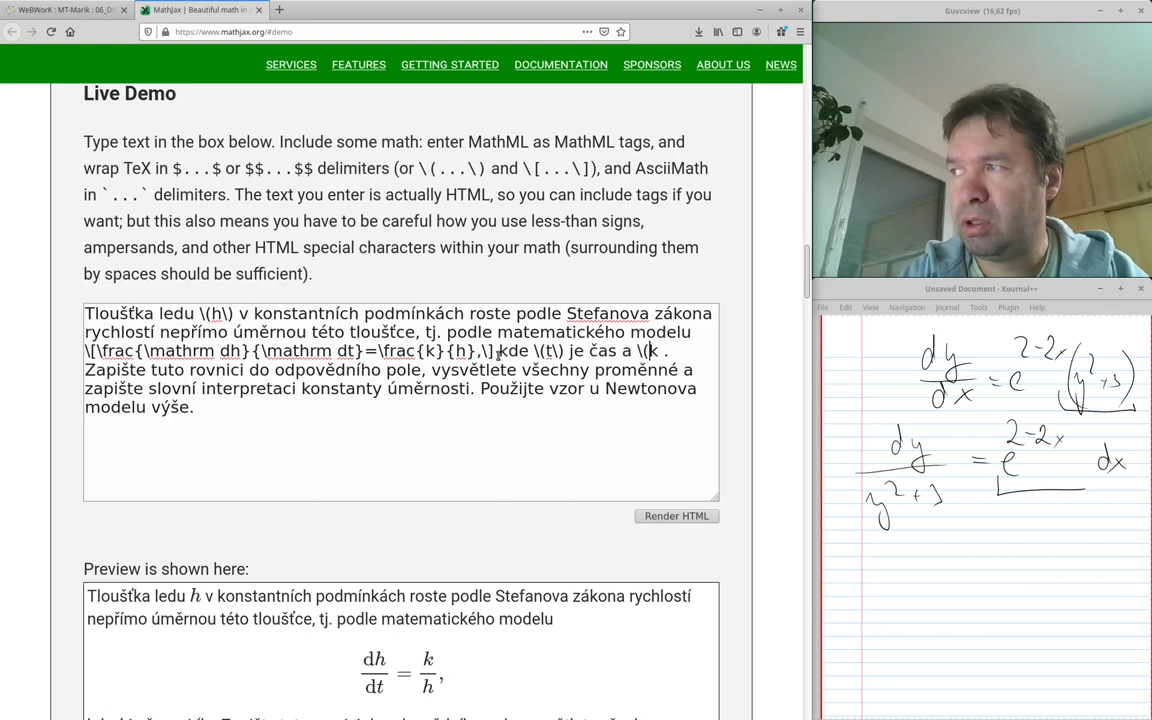 WeBWorK : MT-Marik : 06_Di
MathJax | Beautiful math in
Guvcview (16,62 fps)
https://www.mathjax.org/#demo
SERVICES FEATURES GETTING STARTED DOCUMENTATION SPONSORS ABOUT US NEWS
Live Demo
Type text in the box below. Include some math: enter MathML as MathML tags, and
wrap TeX in $...$ or $$...$$ delimiters (or \(...\) and \[...\]), and AsciiMath
in `...` delimiters. The text you enter is actually HTML, so you can include tags if you
want; but this also means you have to be careful how you use less-than signs,
ampersands, and other HTML special characters within your math (surrounding them
by spaces should be sufficient).
Tloušťka ledu \(h\) v konstantních podmínkách roste podle Stefanova zákona
rychlostí nepřímo úměrnou této tloušťce, tj. podle matematického modelu
\[\frac{\mathrm dh}{\mathrm dt}=\frac{k}{h},\] kde \(t\) je čas a \(k .
Zapište tuto rovnici do odpovědního pole, vysvětlete všechny proměnné a
zapište slovní interpretaci konstanty úměrnosti. Použijte vzor u Newtonova
modelu výše.
Render HTML
Preview is shown here:
Tloušťka ledu h v konstantních podmínkách roste podle Stefanova zákona rychlostí
nepřímo úměrnou této tloušťce, tj. podle matematického modelu
dh/dt = k/h,
Unsaved Document - Xournal++
File Edit View Navigation Journal Tools Plugin Help
dy/dx = e^{2-2x} (y²+3)
dy/(y²+3) = e^{2-2x} dx